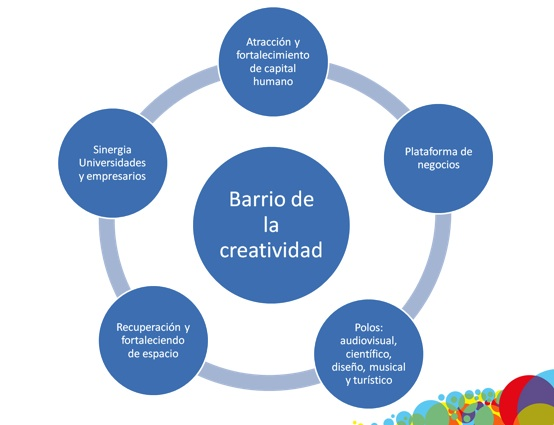 Atracción y
fortalecimiento
de capital
humano
Plataforma de
negocios
Polos:
audiovisual,
científico,
diseño, musical
y turístico
Recuperación y
fortaleciendo
de espacio
Sinergia
Universidades
y empresarios
Barrio de
la
creatividad